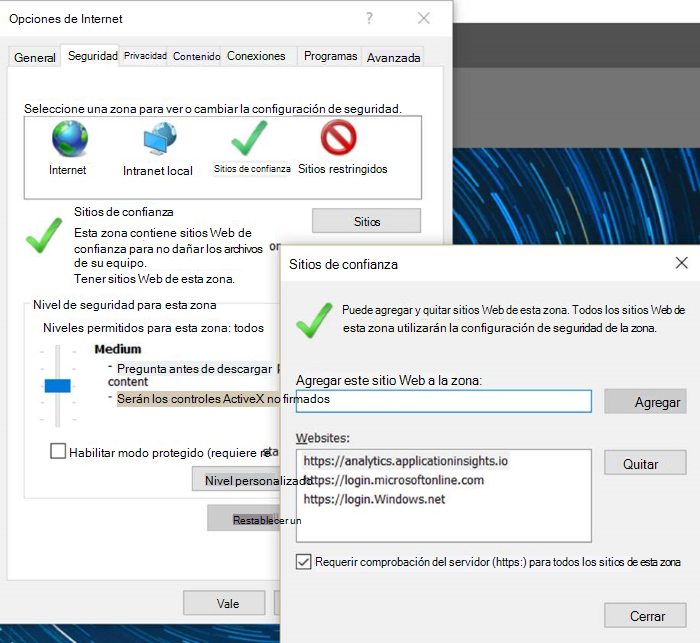 Opciones de Internet
General Seguridad Privacidad Contenido Conexiones Programas Avanzada
Seleccione una zona para ver o cambiar la configuración de seguridad.
Internet Intranet local Sitios de confianza Sitios restringidos
Sitios de confianza
Sitios
Esta zona contiene sitios Web de
confianza para no dañar los archivos on
de su equipo.
Tener sitios Web de esta zona.
Nivel de seguridad para esta zona
Niveles permitidos para esta zona: todos
Medium
- Pregunta antes de descargar
content
- Serán los controles ActiveX no firmados
Habilitar modo protegido (requiere
Nivel personalizado
Restablecer un
Vale
Sitios de confianza
Puede agregar y quitar sitios Web de esta zona. Todos los sitios Web de
esta zona utilizarán la configuración de seguridad de la zona.
Agregar este sitio Web a la zona:
Agregar
Websites:
https://analytics.applicationinsights.io
https://login.microsoftonline.com
https://login.Windows.net
Quitar
Requerir comprobación del servidor (https:) para todos los sitios de esta zona
Cerrar